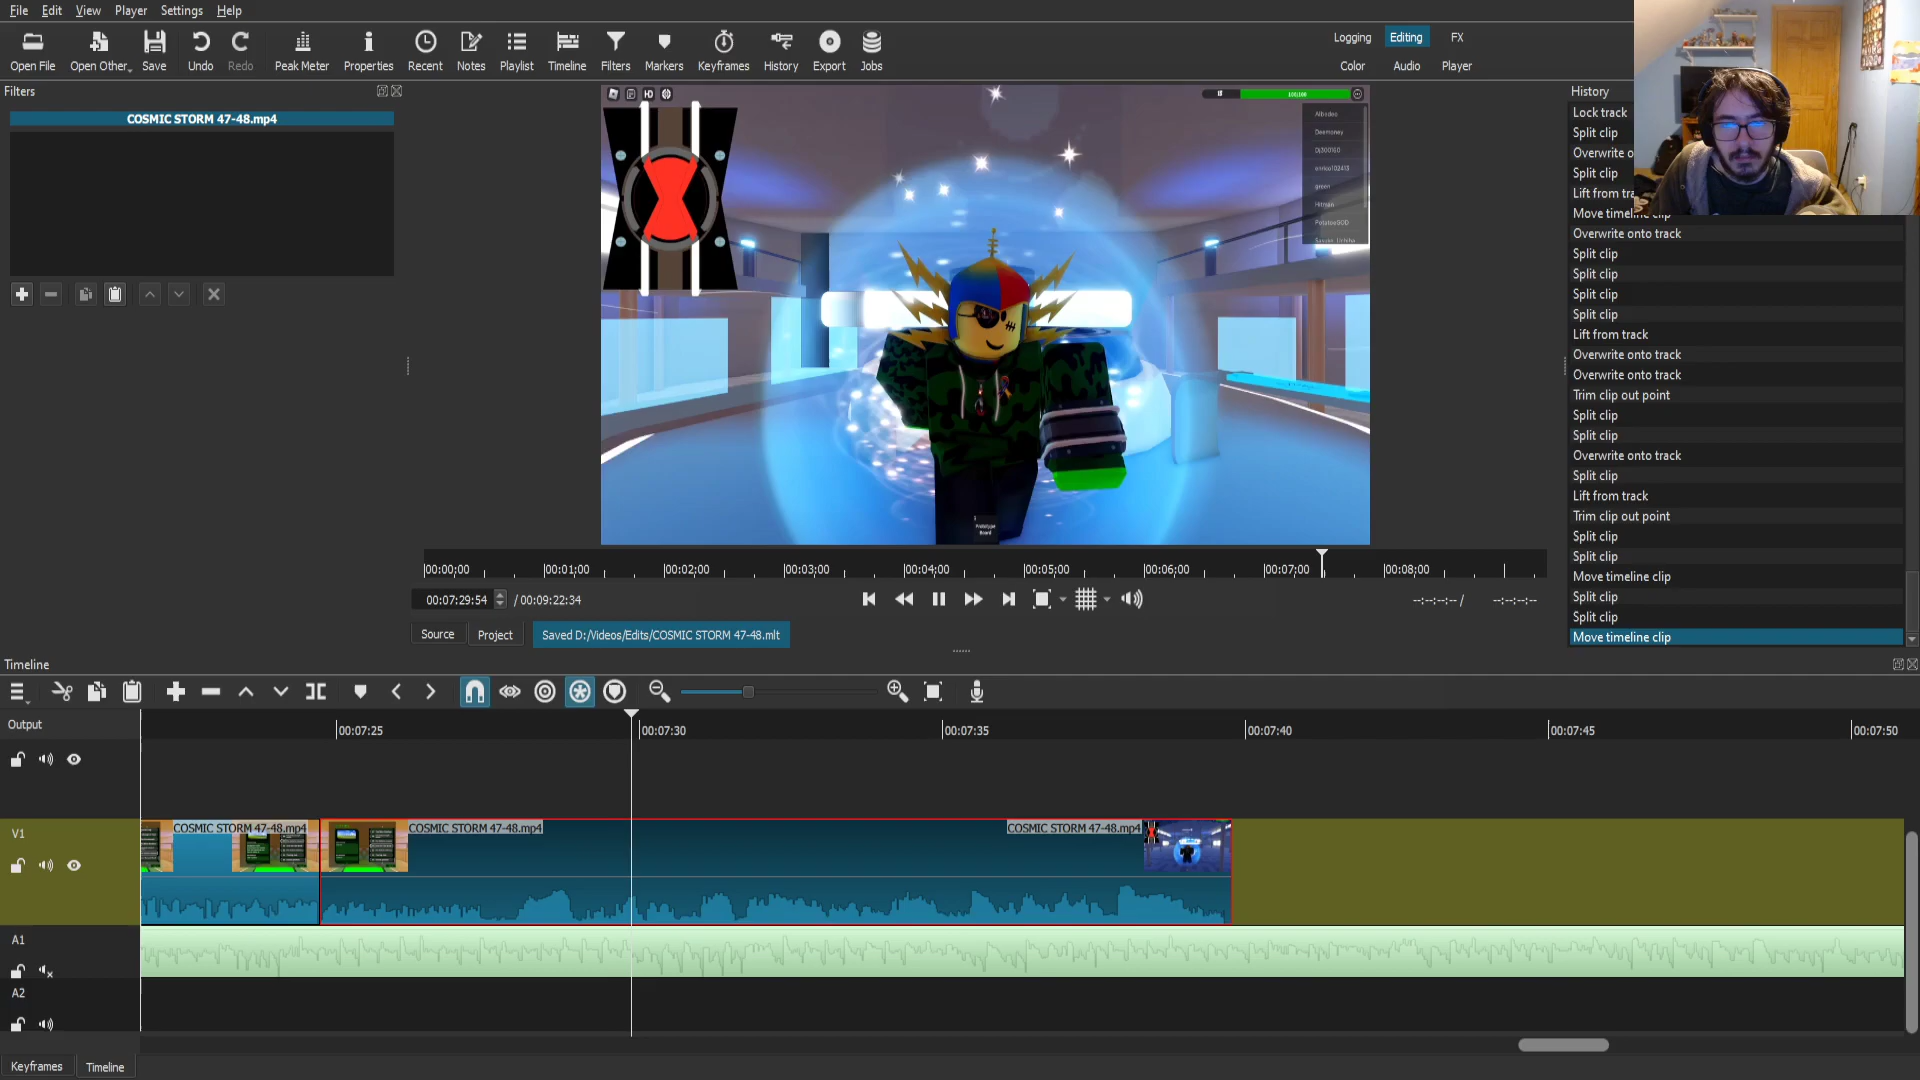 File Edit View Player Settings Help
Open File Open Other.. Save Undo Redo Peak Meter Properties Recent Notes Playlist Timeline Filters Markers Keyframes History Export Jobs
Logging Editing FX
Color Audio Player
Filters
COSMIC STORM 47-48.mp4
HD
100/100
Albedoo
Deemoney
green
Hitman
PotatoeGOD
Prototype
Board
History
Lock track
Split clip
Overwrite o
Split clip
Lift from tra
Move timeline clip
Overwrite onto track
Split clip
Split clip
Split clip
Split clip
Lift from track
Overwrite onto track
Overwrite onto track
Trim clip out point
Split clip
Split clip
Overwrite onto track
Split clip
Lift from track
Trim clip out point
Split clip
Split clip
Move timeline clip
Split clip
Split clip
Move timeline clip
00:00;00 00:01;00 00:02;00 00:03;00 00:04;00 00:05;00 00:06;00 00:07;00 00:08;00
00:07:29:54 / 00:09:22:34
--:--:--:-- / --:--:--:--
Source Project Saved D:/Videos/Edits/COSMIC STORM 47-48.mlt
Timeline
Output
00:07:25 00:07:30 00:07:35 00:07:40 00:07:45 00:07:50
V1
COSMIC STORM 47-48.mp4 COSMIC STORM 47-48.mp4 COSMIC STORM 47-48.mp4
A1
A2
Keyframes Timeline